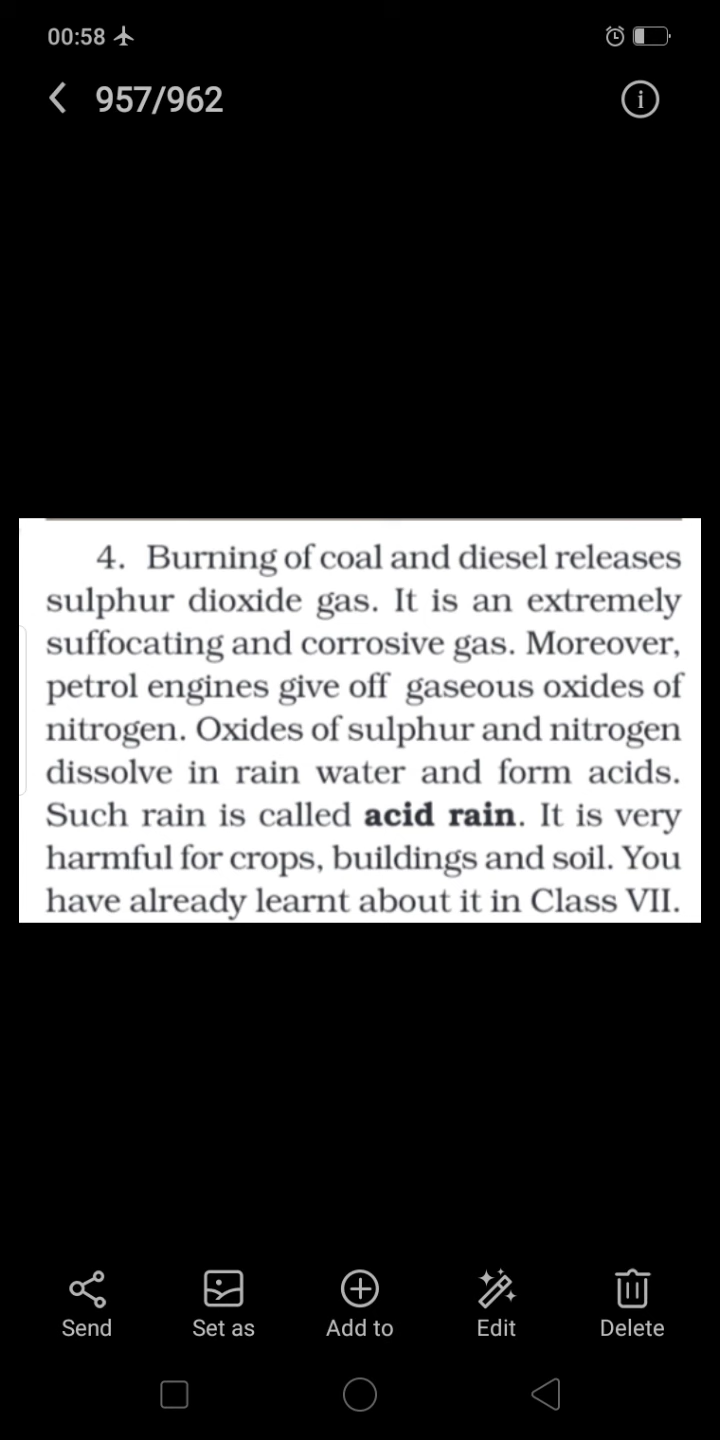 00:58
957/962
4. Burning of coal and diesel releases
sulphur dioxide gas. It is an extremely
suffocating and corrosive gas. Moreover,
petrol engines give off gaseous oxides of
nitrogen. Oxides of sulphur and nitrogen
dissolve in rain water and form acids.
Such rain is called acid rain. It is very
harmful for crops, buildings and soil. You
have already learnt about it in Class VII.
Send Set as Add to Edit Delete